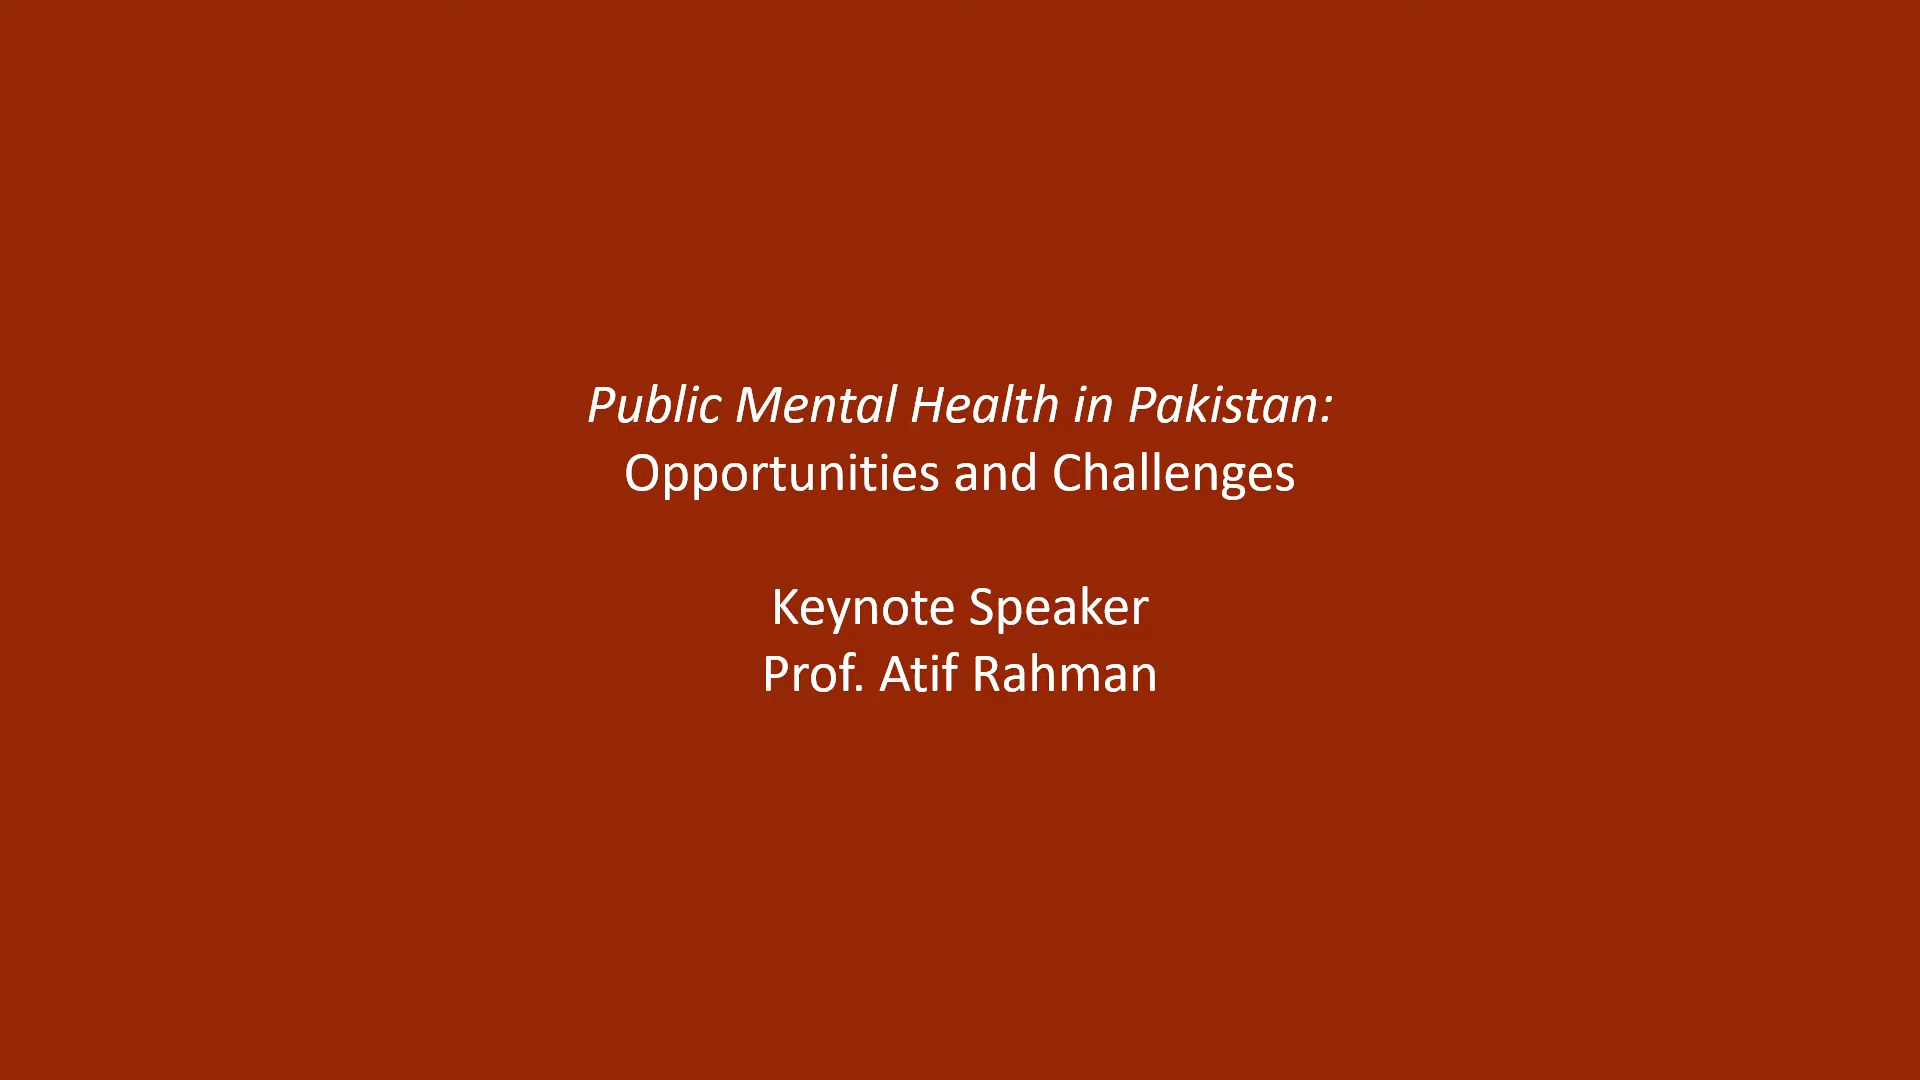 Public Mental Health in Pakistan:
Opportunities and Challenges
Keynote Speaker
Prof. Atif Rahman